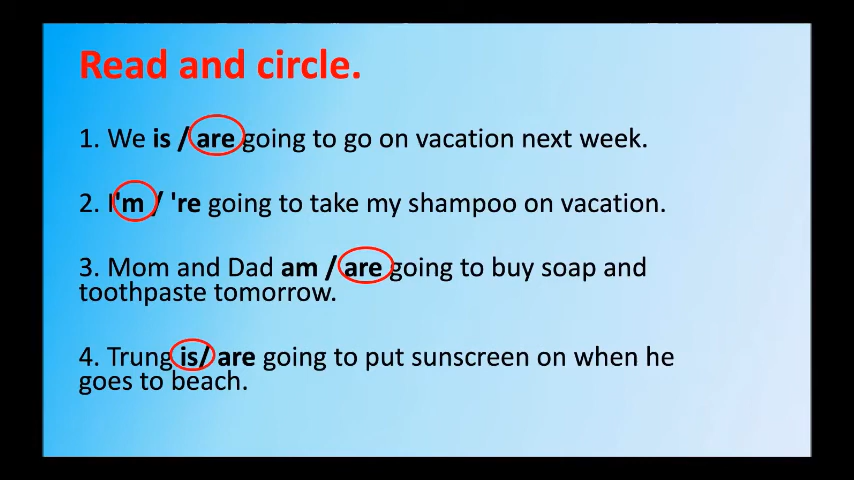 Read and circle.
1. We is / are going to go on vacation next week.
2. I'm / 're going to take my shampoo on vacation.
3. Mom and Dad am / are going to buy soap and
toothpaste tomorrow.
4. Trung is/ are going to put sunscreen on when he
goes to beach.